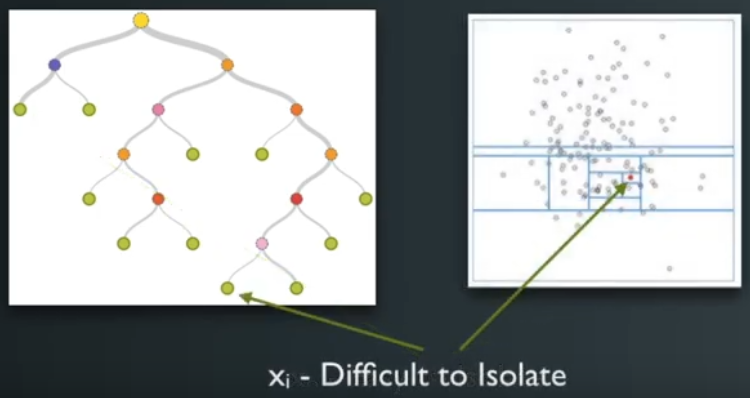 xᵢ - Difficult to Isolate